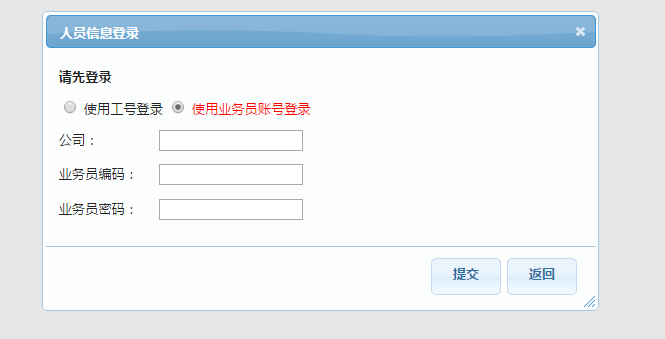 人员信息登录
请先登录
使用工号登录 使用业务员账号登录
公司：
业务员编码：
业务员密码：
提交 返回